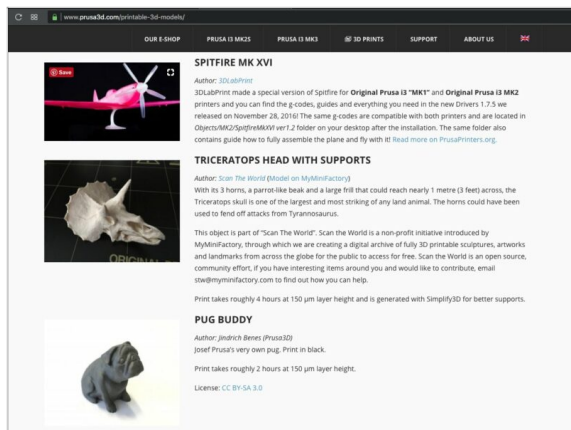 www.prusa3d.com/printable-3d-models/
OUR E-SHOP PRUSA I3 MK2S PRUSA I3 MK3 3D PRINTS SUPPORT ABOUT US
Save
SPITFIRE MK XVI
Author: 3DLabPrint
3DLabPrint made a special version of Spitfire for Original Prusa i3 "MK1" and Original Prusa i3 MK2
printers and you can find the g-codes, guides and everything you need in the new Drivers 1.7.5 we
released on November 28, 2016! The same g-codes are compatible with both printers and are located in
Objects/MK2/SpitfireMkXVI ver1.2 folder on your desktop after the installation. The same folder also
contains guide how to fully assemble the plane and fly with it! Read more on PrusaPrinters.org.
TRICERATOPS HEAD WITH SUPPORTS
Author: Scan The World (Model on MyMiniFactory)
With its 3 horns, a parrot-like beak and a large frill that could reach nearly 1 metre (3 feet) across, the
Triceratops skull is one of the largest and most striking of any land animal. The horns could have been
used to fend off attacks from Tyrannosaurus.
This object is part of "Scan The World". Scan the World is a non-profit initiative introduced by
MyMiniFactory, through which we are creating a digital archive of fully 3D printable sculptures, artworks
and landmarks from across the globe for the public to access for free. Scan the World is an open source,
community effort, if you have interesting items around you and would like to contribute, email
stw@myminifactory.com to find out how you can help.
Print takes roughly 4 hours at 150 μm layer height and is generated with Simplify3D for better supports.
ORIGINAL
PUG BUDDY
Author: Jindrich Benes (Prusa3D)
Josef Prusa's very own pug. Print in black.
Print takes roughly 2 hours at 150 μm layer height.
License: CC BY-SA 3.0